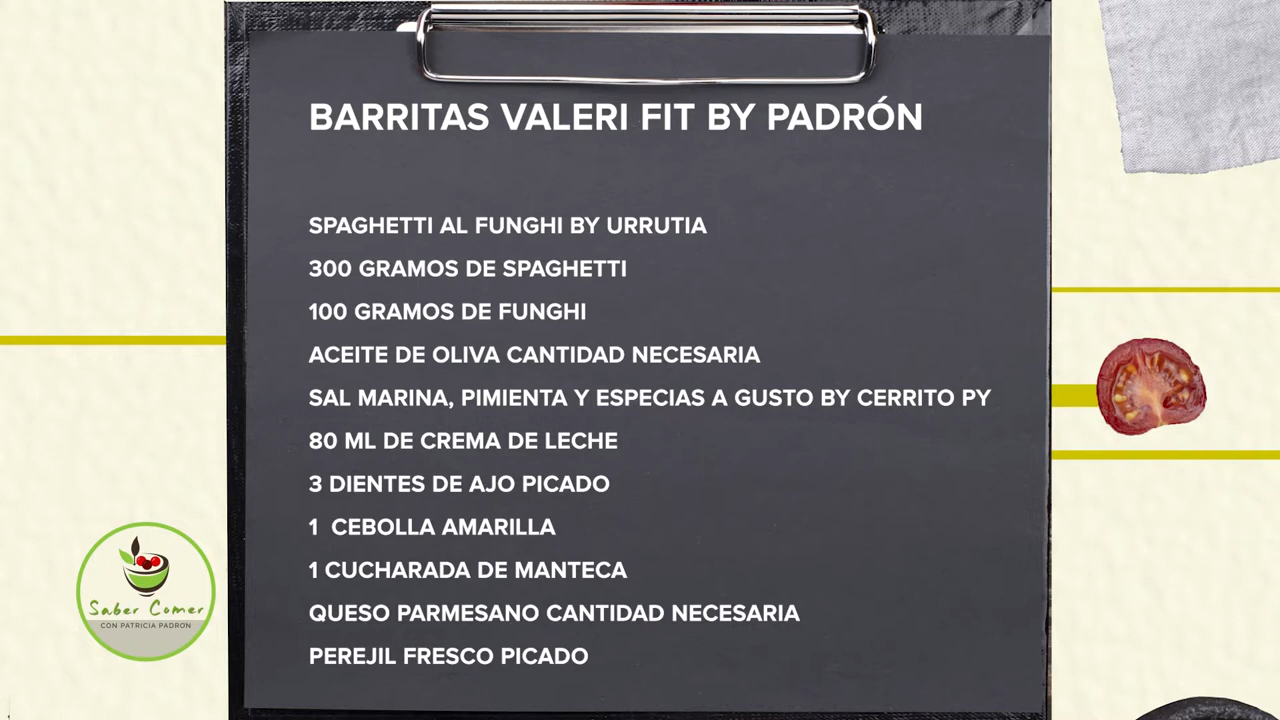 BARRITAS VALERI FIT BY PADRÓN
SPAGHETTI AL FUNGHI BY URRUTIA
300 GRAMOS DE SPAGHETTI
100 GRAMOS DE FUNGHI
ACEITE DE OLIVA CANTIDAD NECESARIA
SAL MARINA, PIMIENTA Y ESPECIAS A GUSTO BY CERRITO PY
80 ML DE CREMA DE LECHE
3 DIENTES DE AJO PICADO
1 CEBOLLA AMARILLA
1 CUCHARADA DE MANTECA
QUESO PARMESANO CANTIDAD NECESARIA
PEREJIL FRESCO PICADO
Saber Comer
CON PATRICIA PADRON